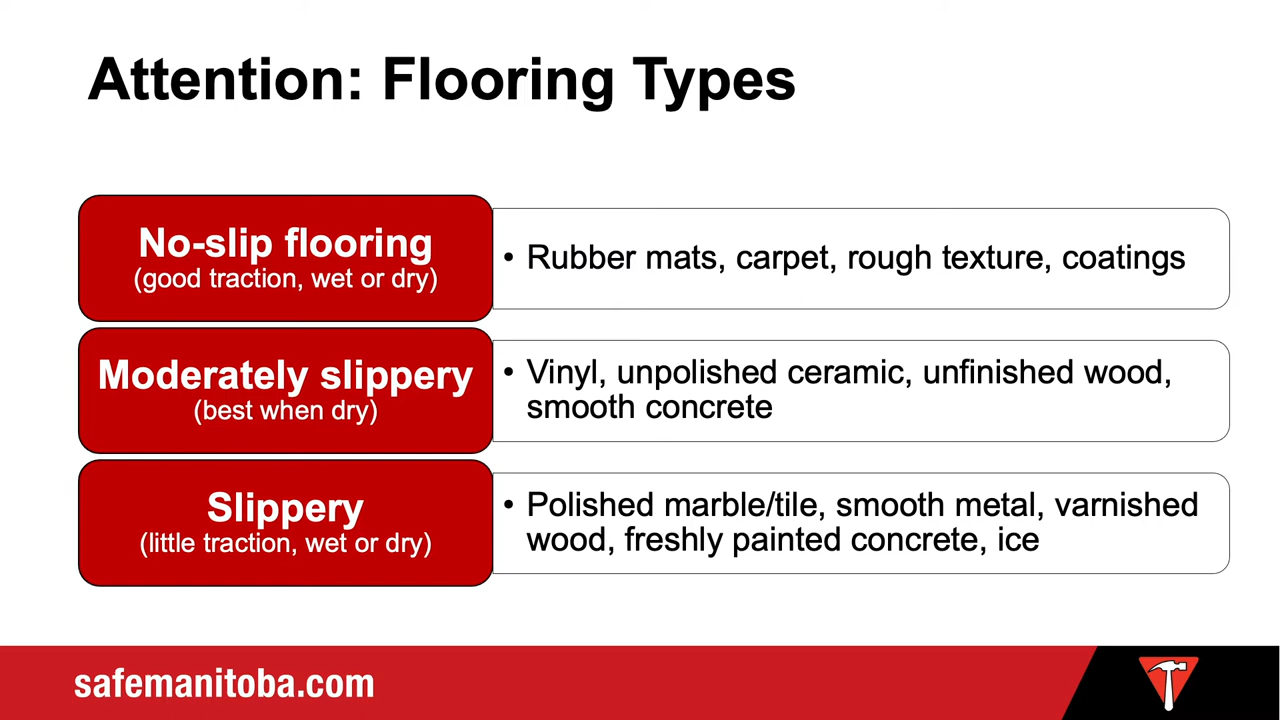 Attention: Flooring Types
No-slip flooring
(good traction, wet or dry)
• Rubber mats, carpet, rough texture, coatings
Moderately slippery
(best when dry)
• Vinyl, unpolished ceramic, unfinished wood,
smooth concrete
Slippery
(little traction, wet or dry)
• Polished marble/tile, smooth metal, varnished
wood, freshly painted concrete, ice
safemanitoba.com